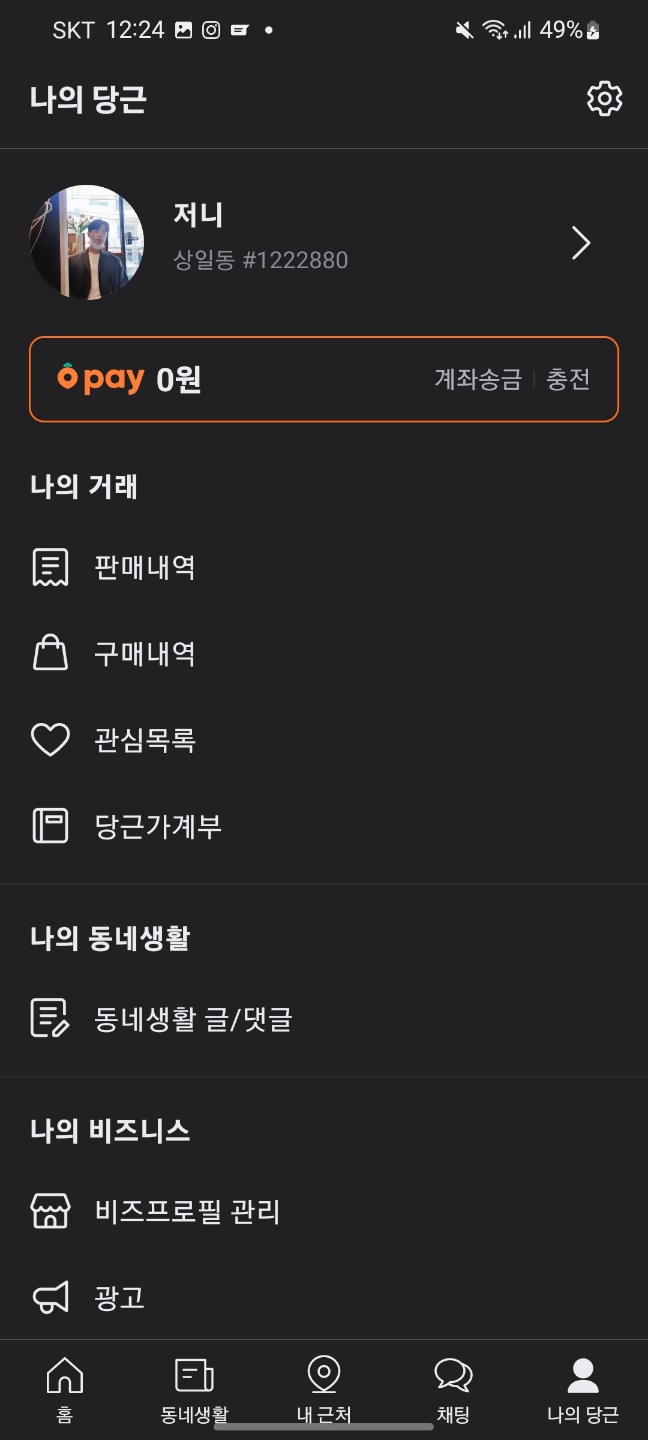 SKT 12:24 49%
나의 당근
저니
상일동 #1222880
pay 0원 계좌송금 충전
나의 거래
판매내역
구매내역
관심목록
당근가계부
나의 동네생활
동네생활 글/댓글
나의 비즈니스
비즈프로필 관리
광고
홈 동네생활 내 근처 채팅 나의 당근